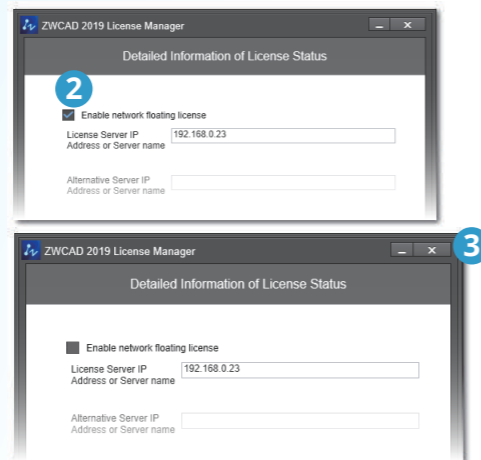 ZWCAD 2019 License Manager
Detailed Information of License Status
2
Enable network floating license
License Server IP
Address or Server name
192.168.0.23
Alternative Server IP
Address or Server name
3
ZWCAD 2019 License Manager
Detailed Information of License Status
Enable network floating license
License Server IP
Address or Server name
192.168.0.23
Alternative Server IP
Address or Server name